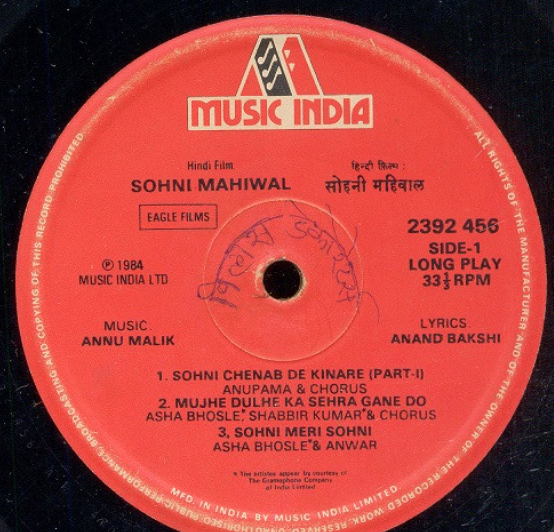 MUSIC INDIA
Hindi Film
SOHNI MAHIWAL
हिन्दी फ़िल्म :
सोहनी महिवाल
EAGLE FILMS
2392 456
SIDE-1
LONG PLAY
33⅓ RPM
℗ 1984
MUSIC INDIA LTD
MUSIC.
ANNU MALIK
LYRICS.
ANAND BAKSHI
1. SOHNI CHENAB DE KINARE (PART-I)
ANUPAMA & CHORUS
2. MUJHE DULHE KA SEHRA GANE DO
ASHA BHOSLE,* SHABBIR KUMAR* & CHORUS
3, SOHNI MERI SOHNI
ASHA BHOSLE* & ANWAR
* The artistes appear by courtesy of
The Gramophone Company
of India Limited
MFD. IN INDIA BY MUSIC INDIA LIMITED
ALL RIGHTS OF THE MANUFACTURER AND OF THE OWNER OF THE RECORDED WORK RESERVED UNAUTHORISED PUBLIC PERFORMANCE, BROADCASTING AND COPYING OF THIS RECORD PROHIBITED